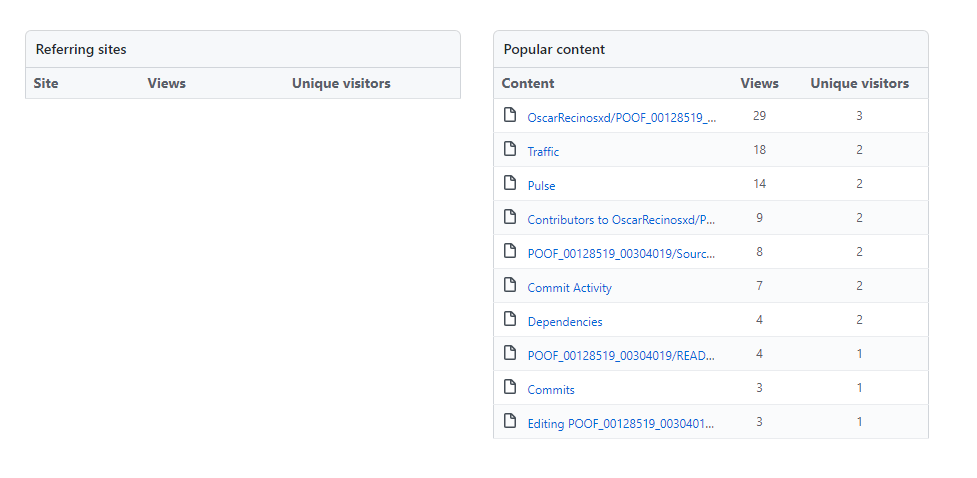 Referring sites
Site Views Unique visitors
Popular content
Content Views Unique visitors
OscarRecinosxd/POOF_00128519_... 29 3
Traffic 18 2
Pulse 14 2
Contributors to OscarRecinosxd/P... 9 2
POOF_00128519_00304019/Sourc... 8 2
Commit Activity 7 2
Dependencies 4 2
POOF_00128519_00304019/READ... 4 1
Commits 3 1
Editing POOF_00128519_0030401... 3 1